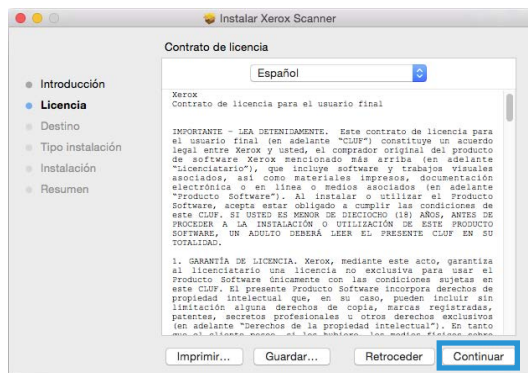 Instalar Xerox Scanner
Contrato de licencia
Español
Introducción
Licencia
Destino
Tipo instalación
Instalación
Resumen
Xerox
Contrato de licencia para el usuario final
IMPORTANTE - LEA DETENIDAMENTE. Este contrato de licencia para
el usuario final (en adelante "CLUF") constituye un acuerdo
legal entre Xerox y usted, el comprador original del producto
de software Xerox mencionado más arriba (en adelante
"Licenciatario"), que incluye software y trabajos visuales
asociados, así como materiales impresos, documentación
electrónica o en línea o medios asociados (en adelante
"Producto Software"). Al instalar o utilizar el Producto
Software, acepta estar obligado a cumplir las condiciones de
este CLUF. SI USTED ES MENOR DE DIECIOCHO (18) AÑOS, ANTES DE
PROCEDER A LA INSTALACIÓN O UTILIZACIÓN DE ESTE PRODUCTO
SOFTWARE, UN ADULTO DEBERÁ LEER EL PRESENTE CLUF EN SU
TOTALIDAD.
1. GARANTÍA DE LICENCIA. Xerox, mediante este acto, garantiza
al licenciatario una licencia no exclusiva para usar el
Producto Software únicamente con las condiciones sujetas en
este CLUF. El presente Producto Software incorpora derechos de
propiedad intelectual que, en su caso, pueden incluir sin
limitación alguna derechos de copia, marcas registradas,
patentes, secretos profesionales u otros derechos exclusivos
(en adelante "Derechos de la propiedad intelectual"). En tanto
Imprimir...
Guardar...
Retroceder
Continuar